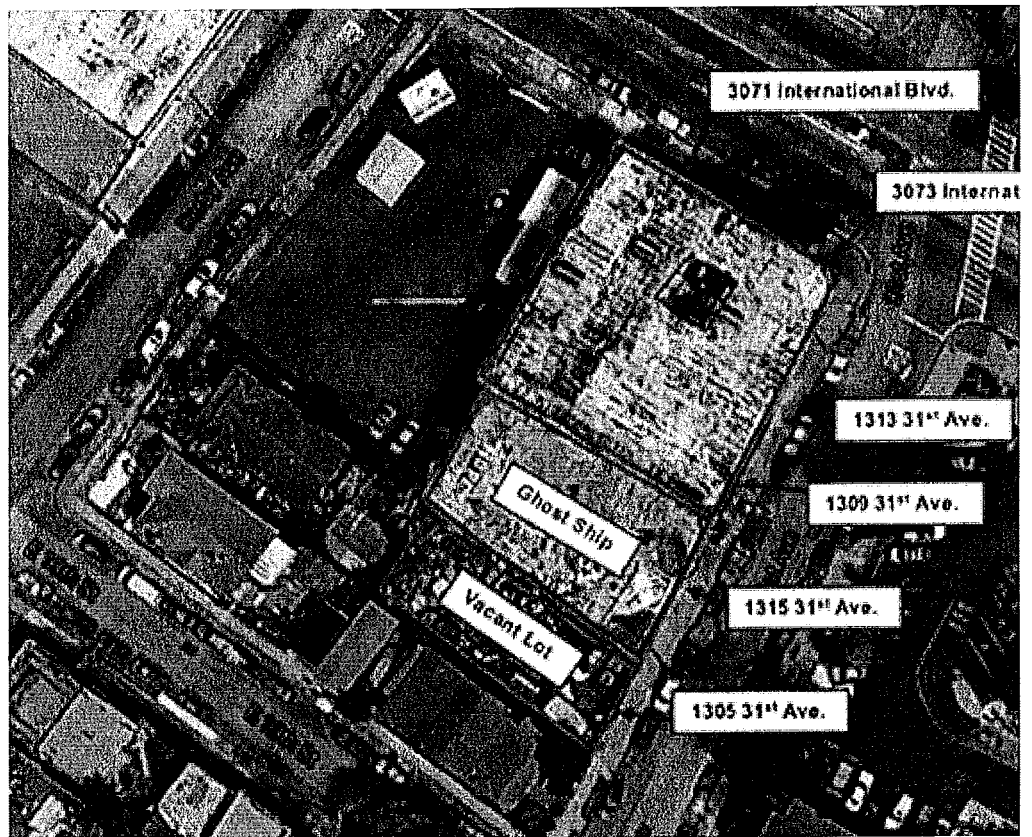 3071 International Blvd.
3073 Internat
1313 31st Ave.
1309 31st Ave.
Ghost Ship
1315 31st Ave.
Vacant Lot
1305 31st Ave.